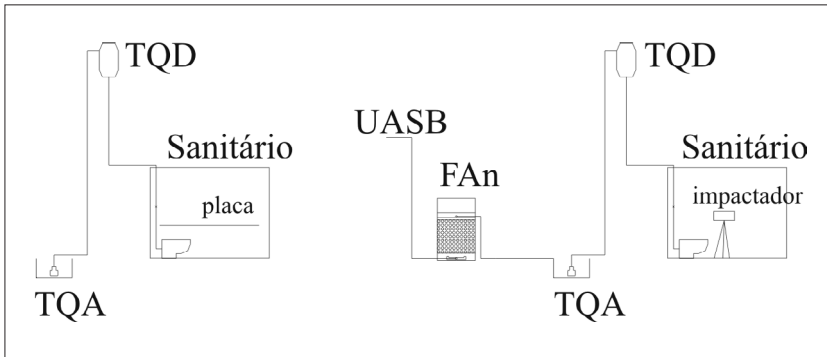 TQD
Sanitário
placa
TQA
UASB
FAn
TQA
TQD
Sanitário
impactador